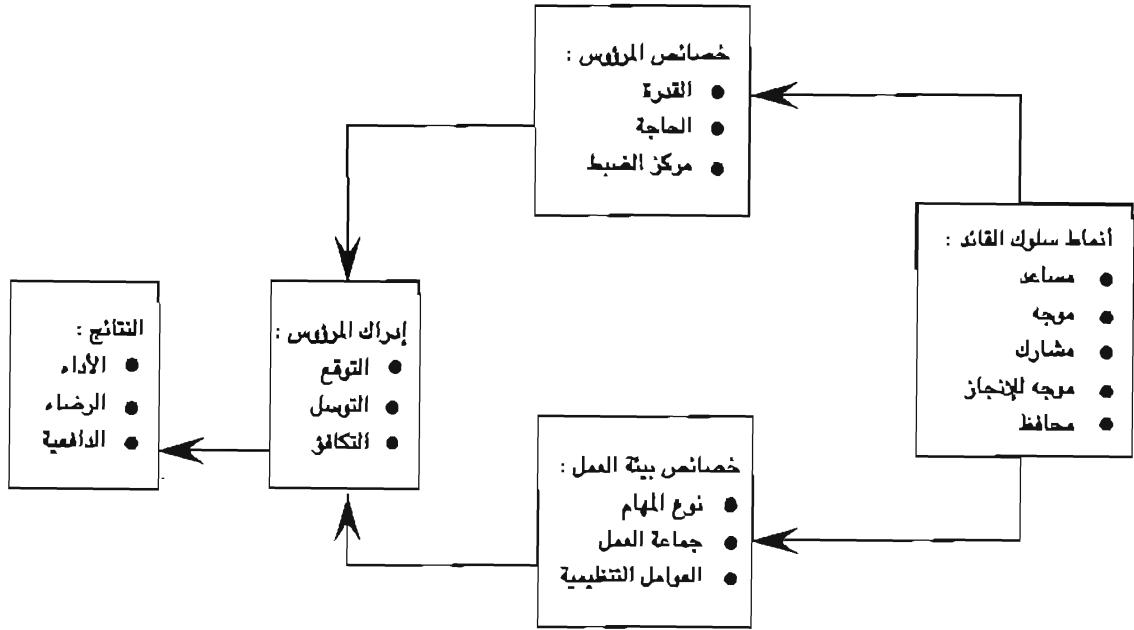 أنماط سلوك القائد :
● مساعد
● موجه
● مشارك
● موجه للإنجاز
● محافظ
خصائص المرؤوس :
● القدرة
● الحاجة
● مركز الضبط
خصائص بيئة العمل :
● نوع المهام
● جماعة العمل
● العوامل التنظيمية
إدراك المرؤوس :
● التوقع
● التوسل
● التكافؤ
النتائج :
● الأداء
● الرضاء
● الدافعية